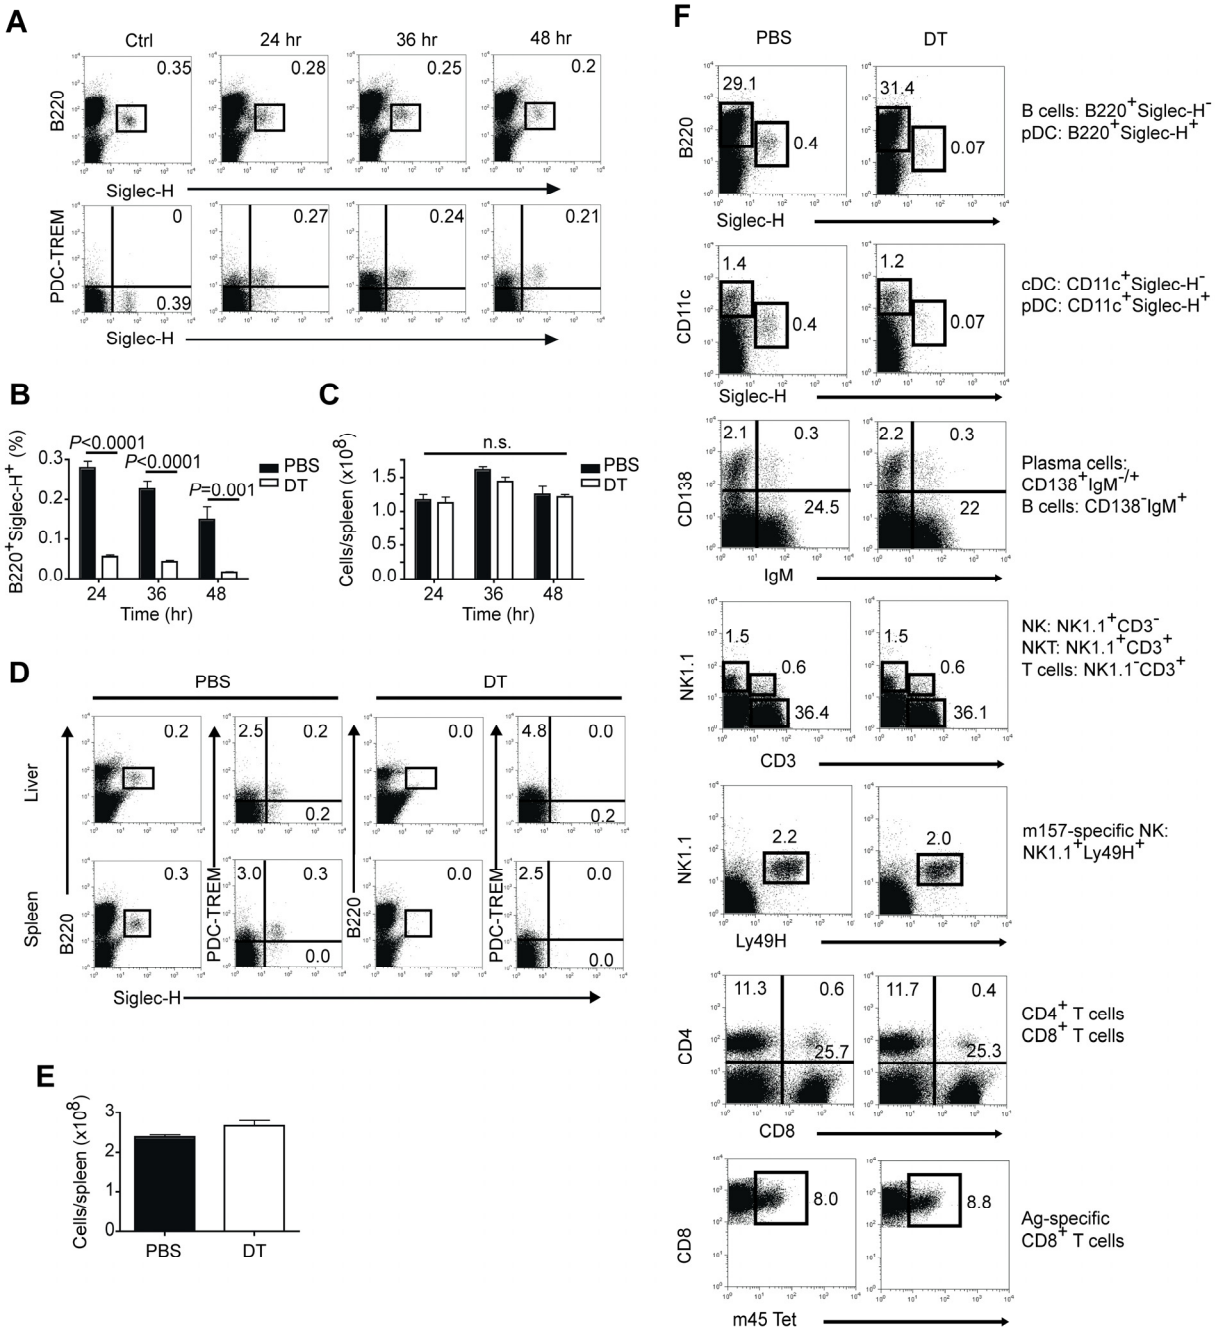 A
Ctrl 24 hr 36 hr 48 hr
0.35 0.28 0.25 0.2
B220
Siglec-H
0 0.27 0.24 0.21
PDC-TREM
0.39
Siglec-H
B
P<0.0001
P<0.0001
P=0.001
PBS
DT
B220+Siglec-H+ (%)
0.3
0.2
0.1
0.0
24 36 48
Time (hr)
C
n.s.
PBS
DT
Cells/spleen (x10⁸)
1.5
1.0
0.5
0.0
24 36 48
Time (hr)
D
PBS DT
Liver
B220
0.2
PDC-TREM
2.5 0.2
0.2
B220
0.0
PDC-TREM
4.8 0.0
0.2
Spleen
0.3
3.0 0.3
0.0
0.0
2.5 0.0
0.0
Siglec-H
E
Cells/spleen (x10⁸)
3
2
1
0
PBS DT
F
PBS DT
B220
29.1 0.4
31.4 0.07
B cells: B220⁺Siglec-H⁻
pDC: B220⁺Siglec-H⁺
Siglec-H
CD11c
1.4 0.4
1.2 0.07
cDC: CD11c⁺Siglec-H⁻
pDC: CD11c⁺Siglec-H⁺
Siglec-H
CD138
2.1 0.3
24.5
2.2 0.3
22
Plasma cells:
CD138⁺IgM⁻/⁺
B cells: CD138⁻IgM⁺
IgM
NK1.1
1.5 0.6
36.4
1.5 0.6
36.1
NK: NK1.1⁺CD3⁻
NKT: NK1.1⁺CD3⁺
T cells: NK1.1⁻CD3⁺
CD3
NK1.1
2.2 2.0
m157-specific NK:
NK1.1⁺Ly49H⁺
Ly49H
CD4
11.3 0.6
25.7
11.7 0.4
25.3
CD4⁺ T cells
CD8⁺ T cells
CD8
CD8
8.0 8.8
Ag-specific
CD8⁺ T cells
m45 Tet